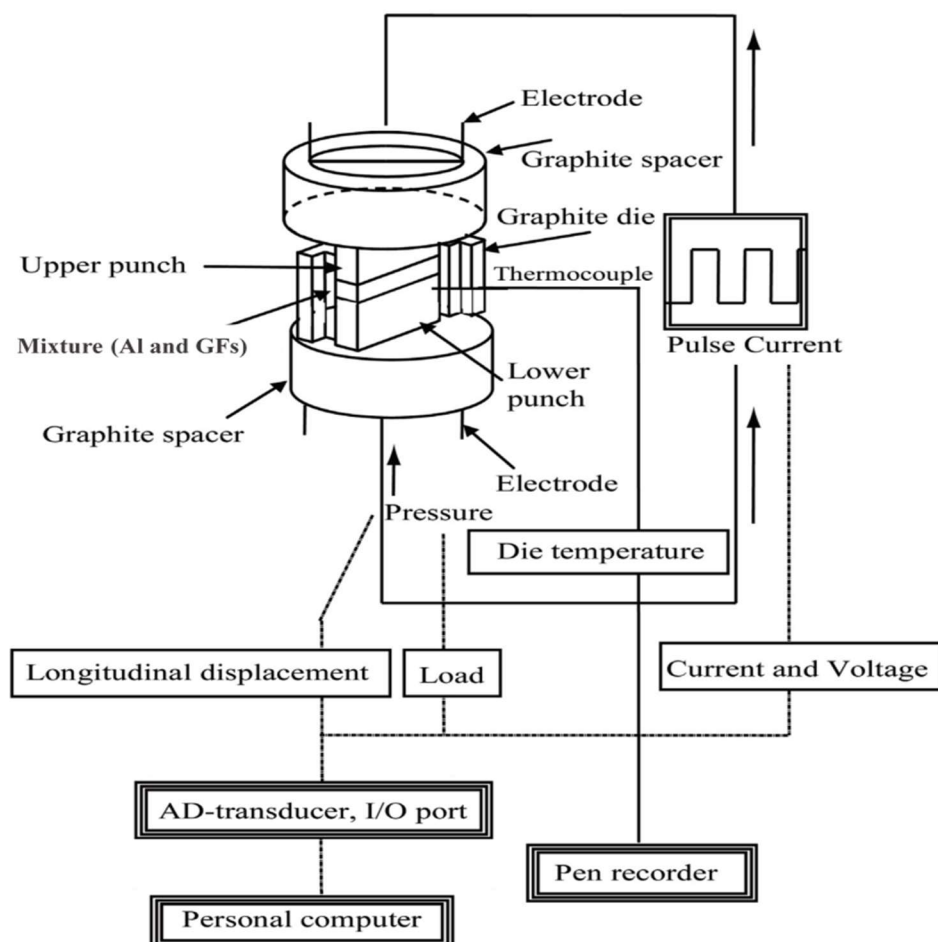 Electrode
Graphite spacer
Graphite die
Upper punch
Thermocouple
Mixture (Al and GFs)
Pulse Current
Lower
punch
Graphite spacer
Electrode
Pressure
Die temperature
Longitudinal displacement
Load
Current and Voltage
AD-transducer, I/O port
Pen recorder
Personal computer